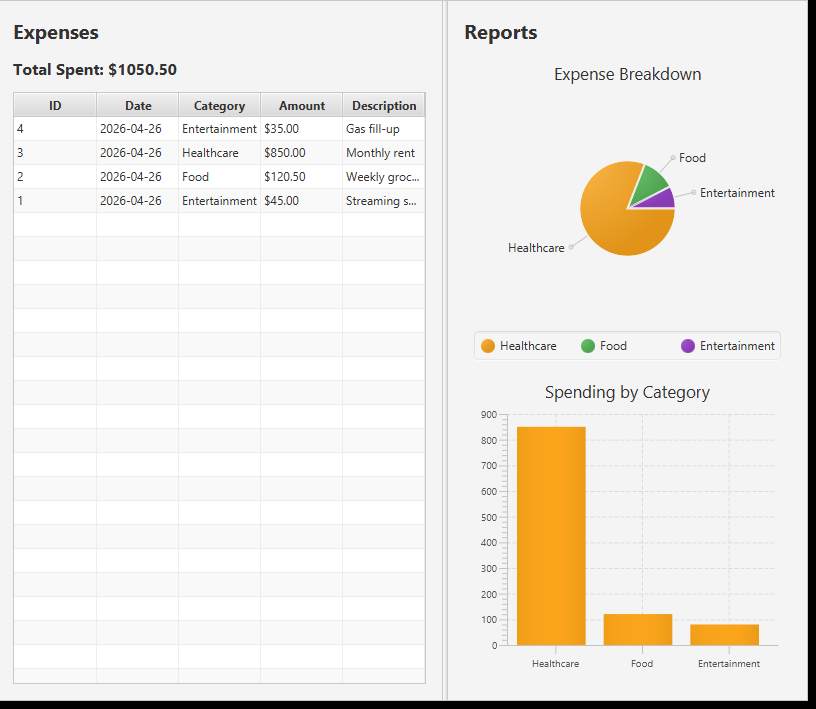 Expenses
Total Spent: $1050.50
ID Date Category Amount Description
4 2026-04-26 Entertainment $35.00 Gas fill-up
3 2026-04-26 Healthcare $850.00 Monthly rent
2 2026-04-26 Food $120.50 Weekly groc...
1 2026-04-26 Entertainment $45.00 Streaming s...
Reports
Expense Breakdown
Food
Entertainment
Healthcare
Healthcare Food Entertainment
Spending by Category
900
800
700
600
500
400
300
200
100
0
Healthcare Food Entertainment